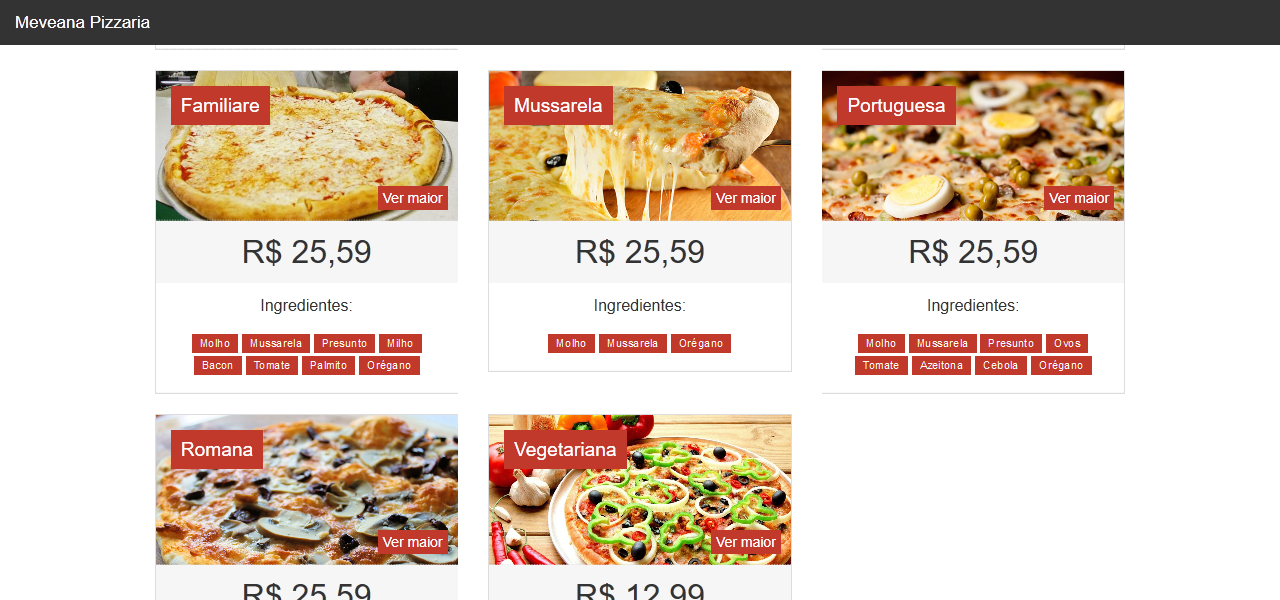 Meveana Pizzaria
Familiare
Ver maior
R$ 25,59
Ingredientes:
Molho Mussarela Presunto Milho
Bacon Tomate Palmito Orégano
Mussarela
Ver maior
R$ 25,59
Ingredientes:
Molho Mussarela Orégano
Portuguesa
Ver maior
R$ 25,59
Ingredientes:
Molho Mussarela Presunto Ovos
Tomate Azeitona Cebola Orégano
Romana
Ver maior
R$ 25,59
Vegetariana
Ver maior
R$ 12,99